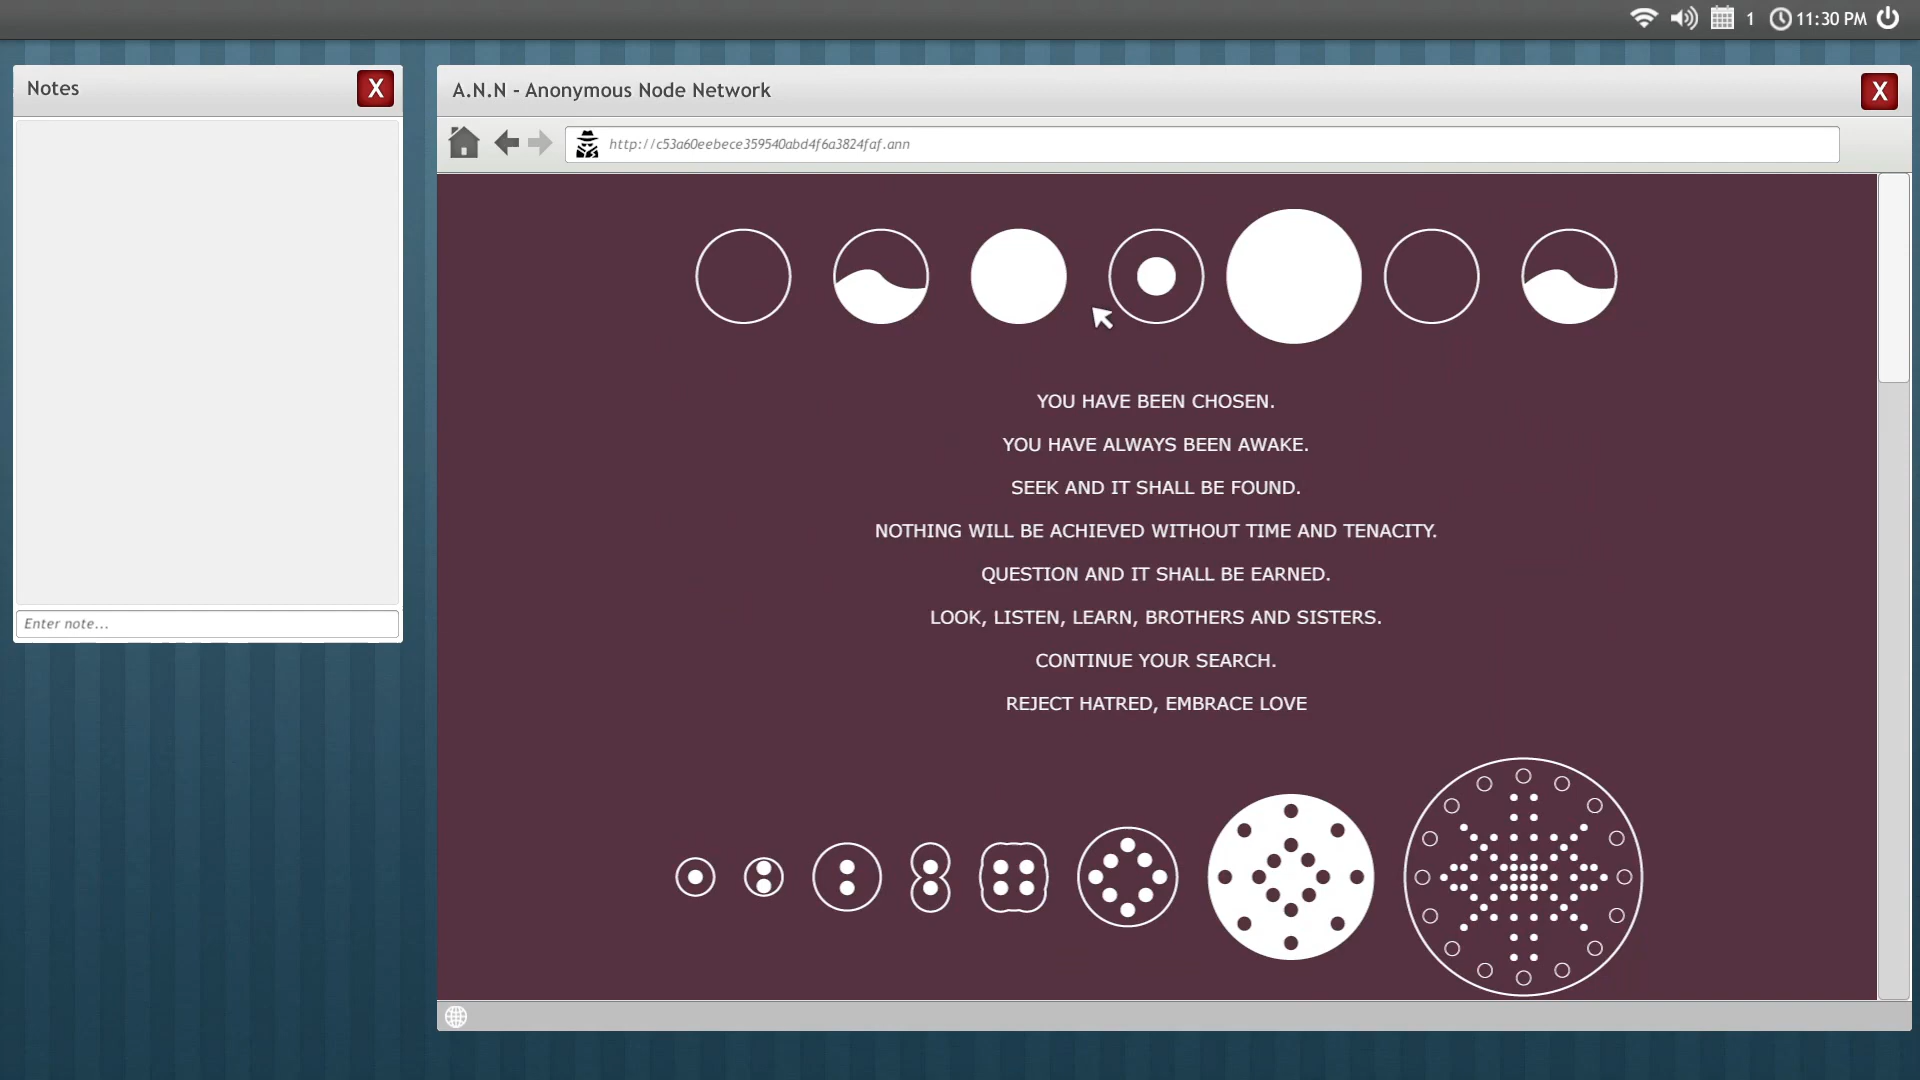 1 11:30 PM
Notes
X
A.N.N - Anonymous Node Network
X
http://c53a60eebece359540abd4f6a3824faf.ann
YOU HAVE BEEN CHOSEN.
YOU HAVE ALWAYS BEEN AWAKE.
SEEK AND IT SHALL BE FOUND.
NOTHING WILL BE ACHIEVED WITHOUT TIME AND TENACITY.
QUESTION AND IT SHALL BE EARNED.
LOOK, LISTEN, LEARN, BROTHERS AND SISTERS.
CONTINUE YOUR SEARCH.
REJECT HATRED, EMBRACE LOVE
Enter note...